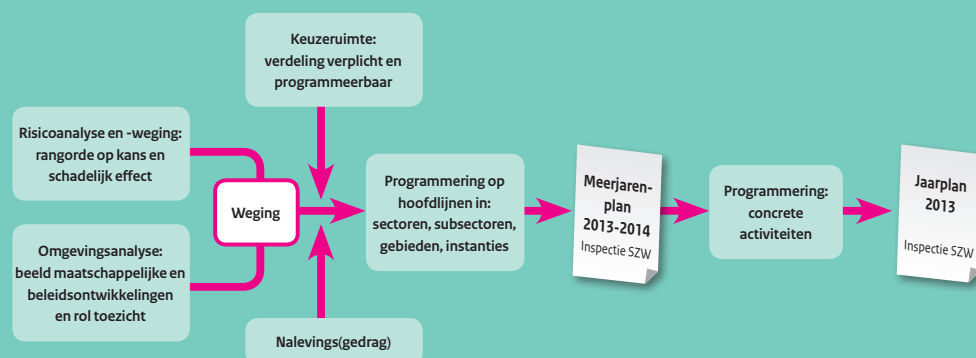 Keuzeruimte:
verdeling verplicht en
programmeerbaar
Risicoanalyse en -weging:
rangorde op kans en
schadelijk effect
Weging
Omgevingsanalyse:
beeld maatschappelijke en
beleidsontwikkelingen
en rol toezicht
Nalevings(gedrag)
Programmering op
hoofdlijnen in:
sectoren, subsectoren,
gebieden, instanties
Meerjaren-
plan
2013-2014
Inspectie SZW
Programmering:
concrete
activiteiten
Jaarplan
2013
Inspectie SZW